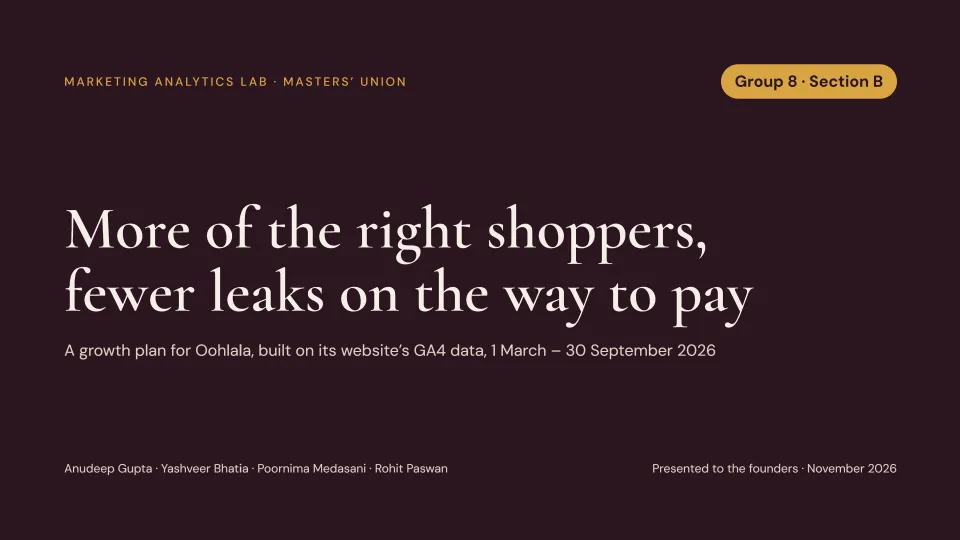 MARKETING ANALYTICS LAB · MASTERS’ UNION
Group 8 · Section B
More of the right shoppers,
fewer leaks on the way to pay
A growth plan for Oohlala, built on its website’s GA4 data, 1 March – 30 September 2026
Anudeep Gupta · Yashveer Bhatia · Poornima Medasani · Rohit Paswan
Presented to the founders · November 2026